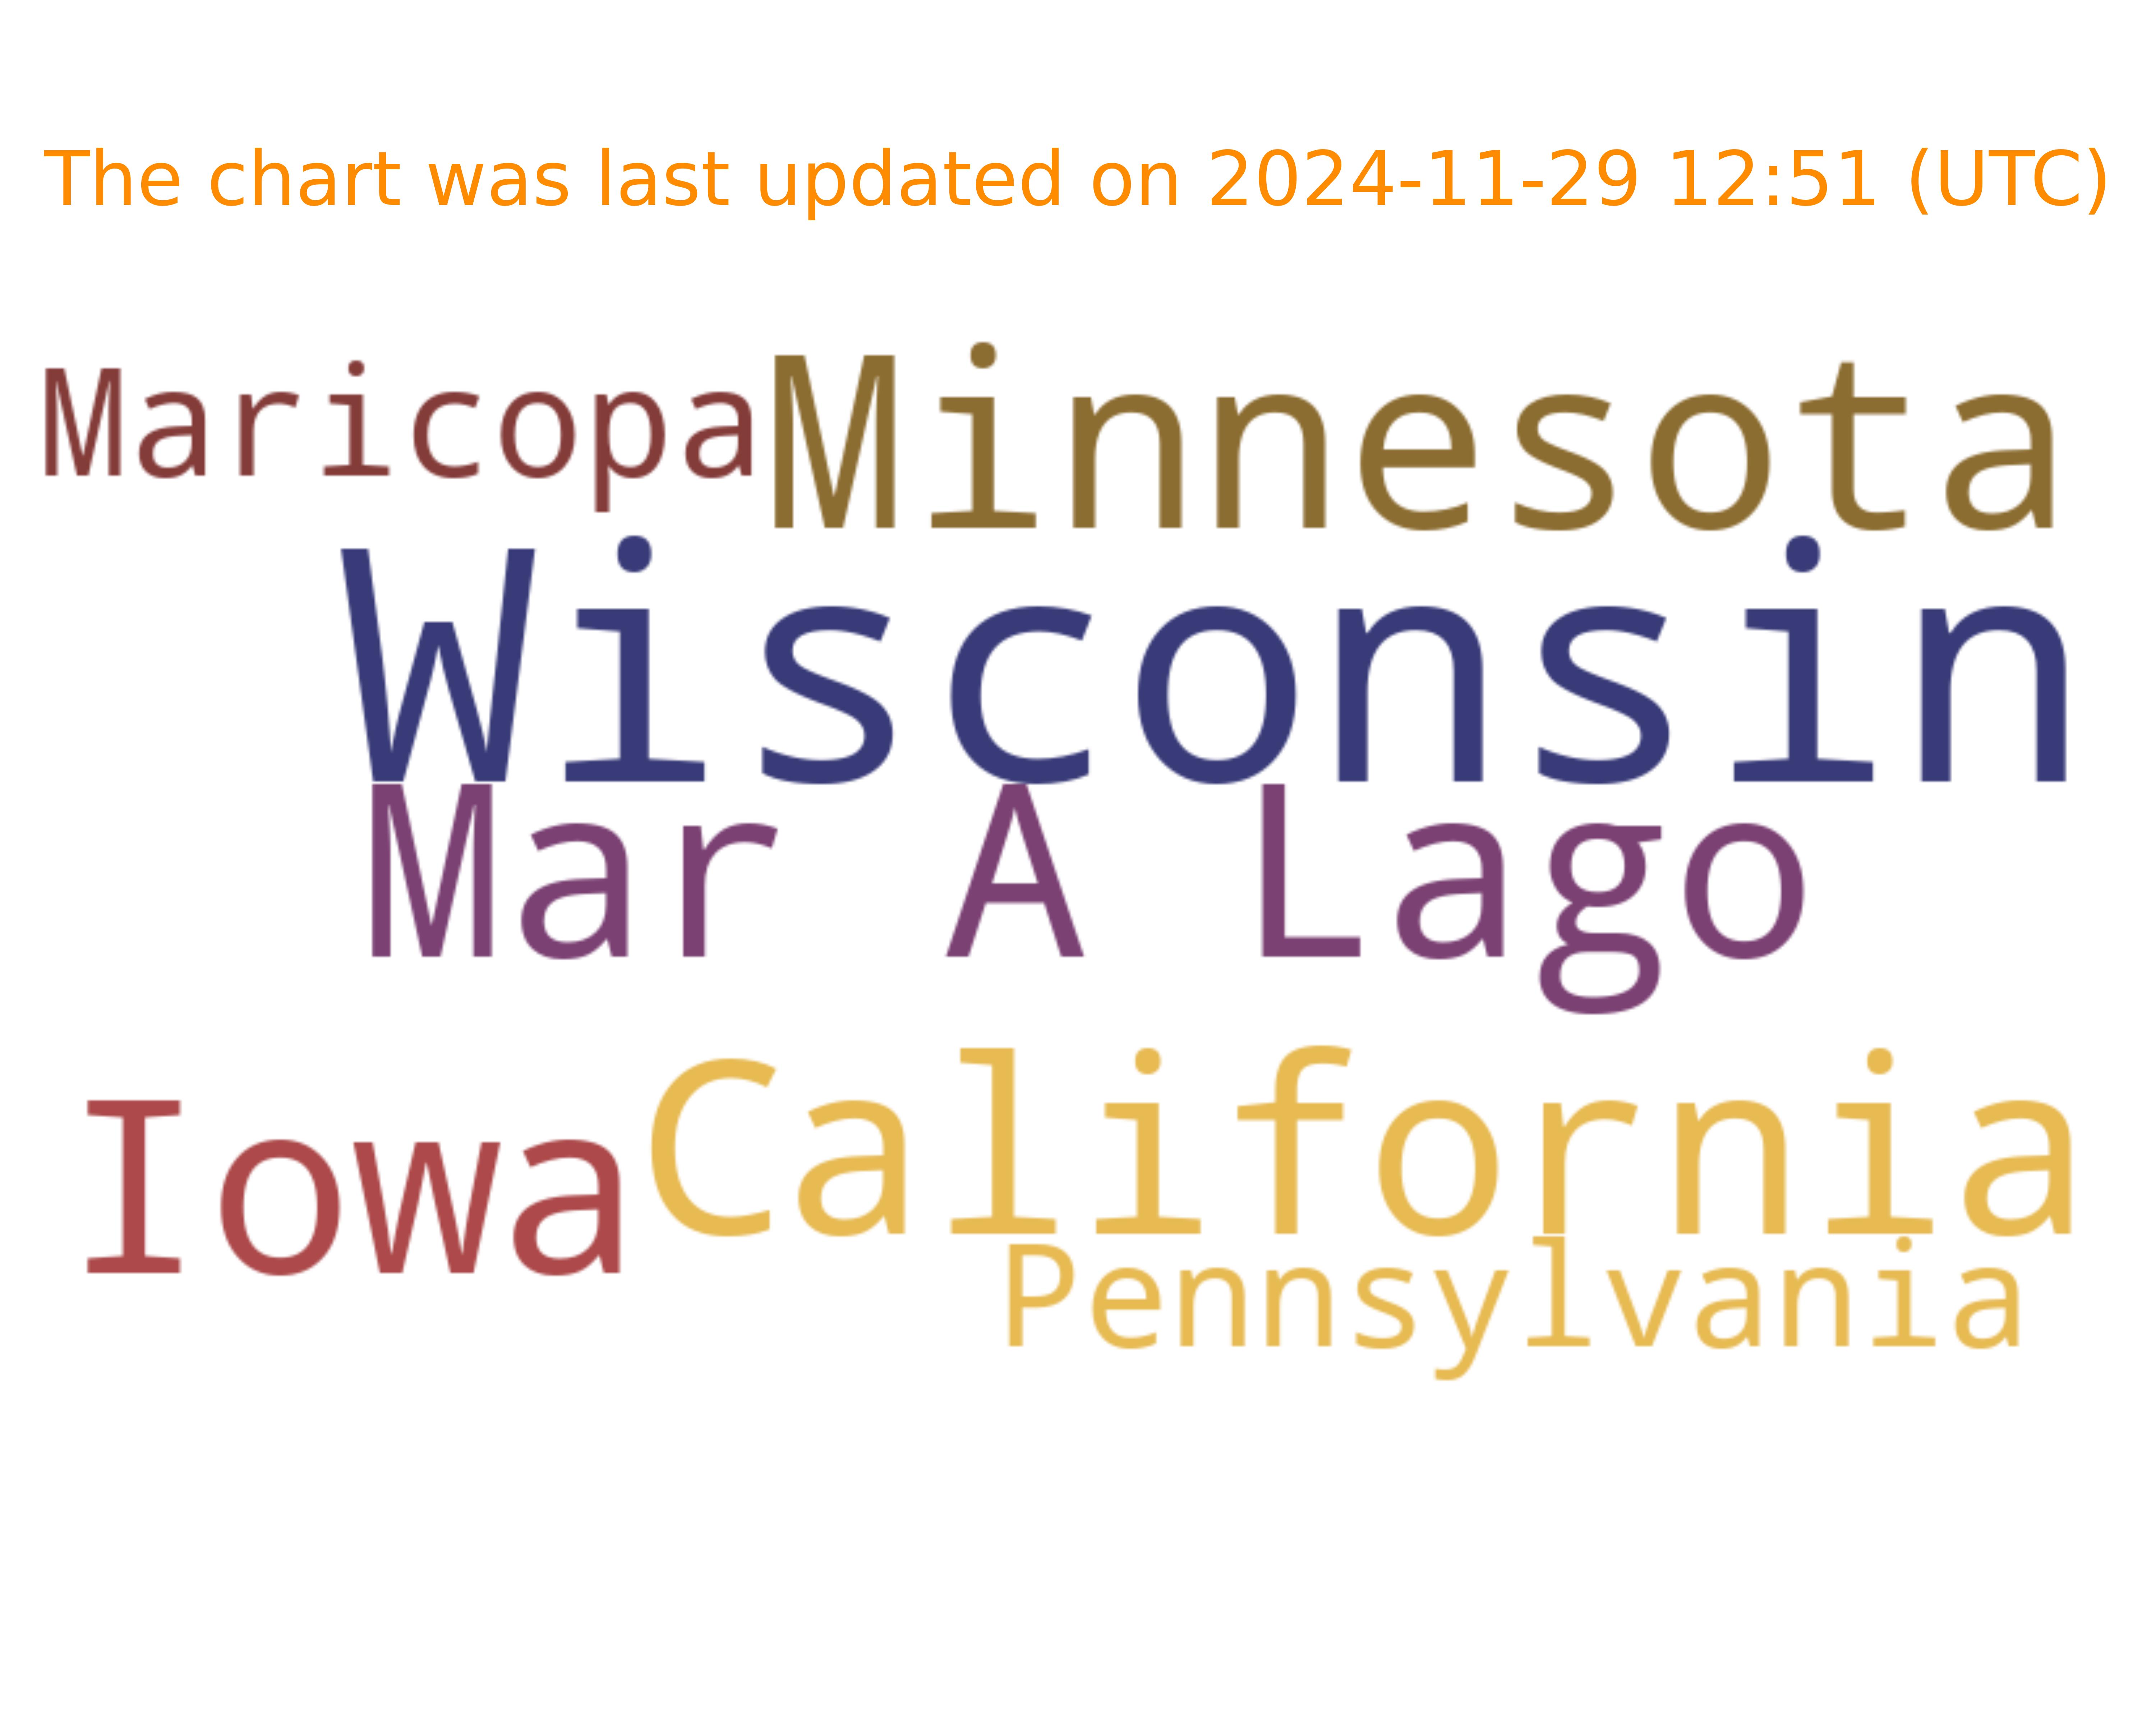 The chart was last updated on 2024-11-29 12:51 (UTC)
Maricopa Minnesota
Wisconsin
Mar A Lago
Iowa California
Pennsylvania